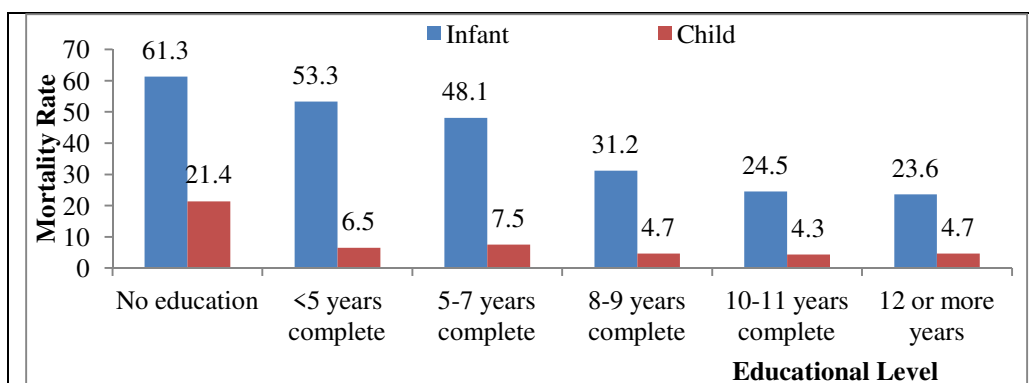 Infant Child
70
60
50
40
30
20
10
0
Mortality Rate
61.3 53.3 48.1 31.2 24.5 23.6
21.4 6.5 7.5 4.7 4.3 4.7
No education <5 years complete 5-7 years complete 8-9 years complete 10-11 years complete 12 or more years
Educational Level